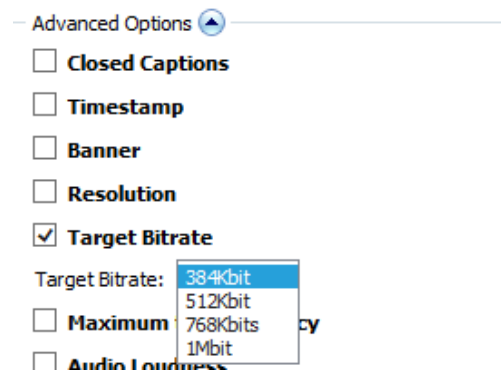 Advanced Options
Closed Captions
Timestamp
Banner
Resolution
Target Bitrate
Target Bitrate: 384Kbit
512Kbit
Maximum 768Kbits
1Mbit
Audio Loudness